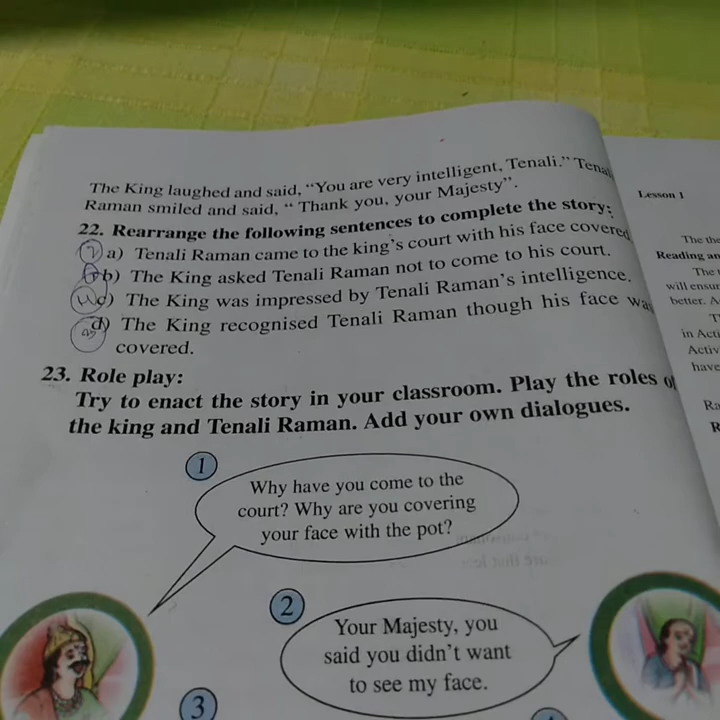 The King laughed and said, “You are very intelligent, Tenali.”
Raman smiled and said, “ Thank you, your Majesty”.
22. Rearrange the following sentences to complete the story:
a) Tenali Raman came to the king’s court with his face covered
b) The King asked Tenali Raman not to come to his court.
c) The King was impressed by Tenali Raman’s intelligence.
d) The King recognised Tenali Raman though his face
covered.
23. Role play:
Try to enact the story in your classroom. Play the roles of
the king and Tenali Raman. Add your own dialogues.
1
Why have you come to the
court? Why are you covering
your face with the pot?
2
Your Majesty, you
said you didn’t want
to see my face.
3
Lesson 1
The
Reading
The
will
better.
in
have